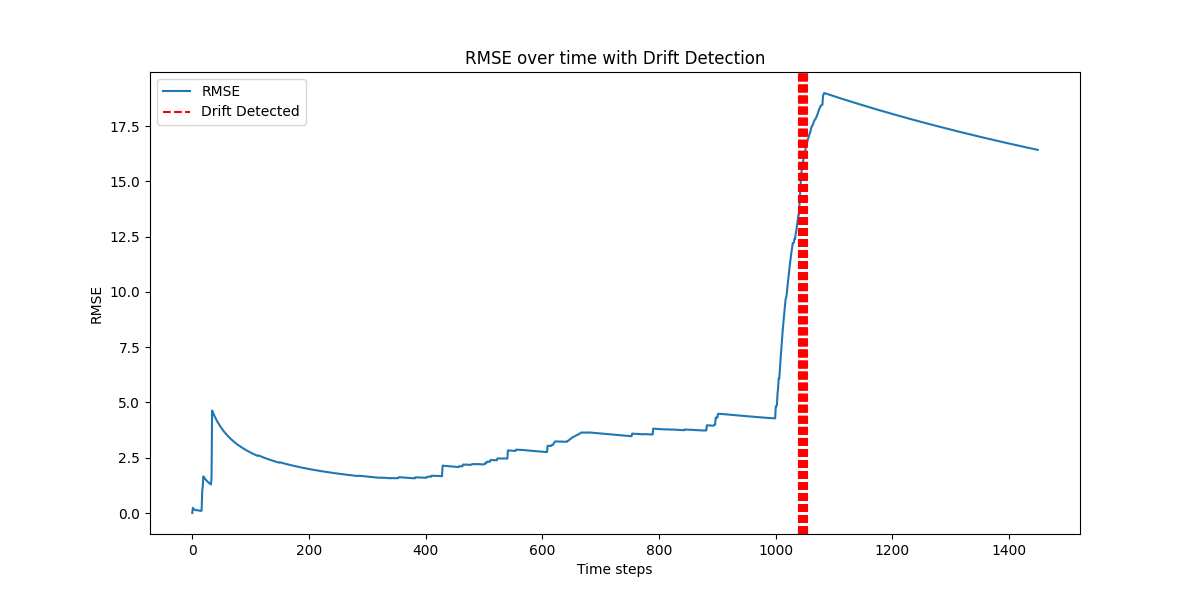 RMSE over time with Drift Detection
RMSE
Drift Detected
17.5
15.0
12.5
10.0
7.5
5.0
2.5
0.0
RMSE
0 200 400 600 800 1000 1200 1400
Time steps